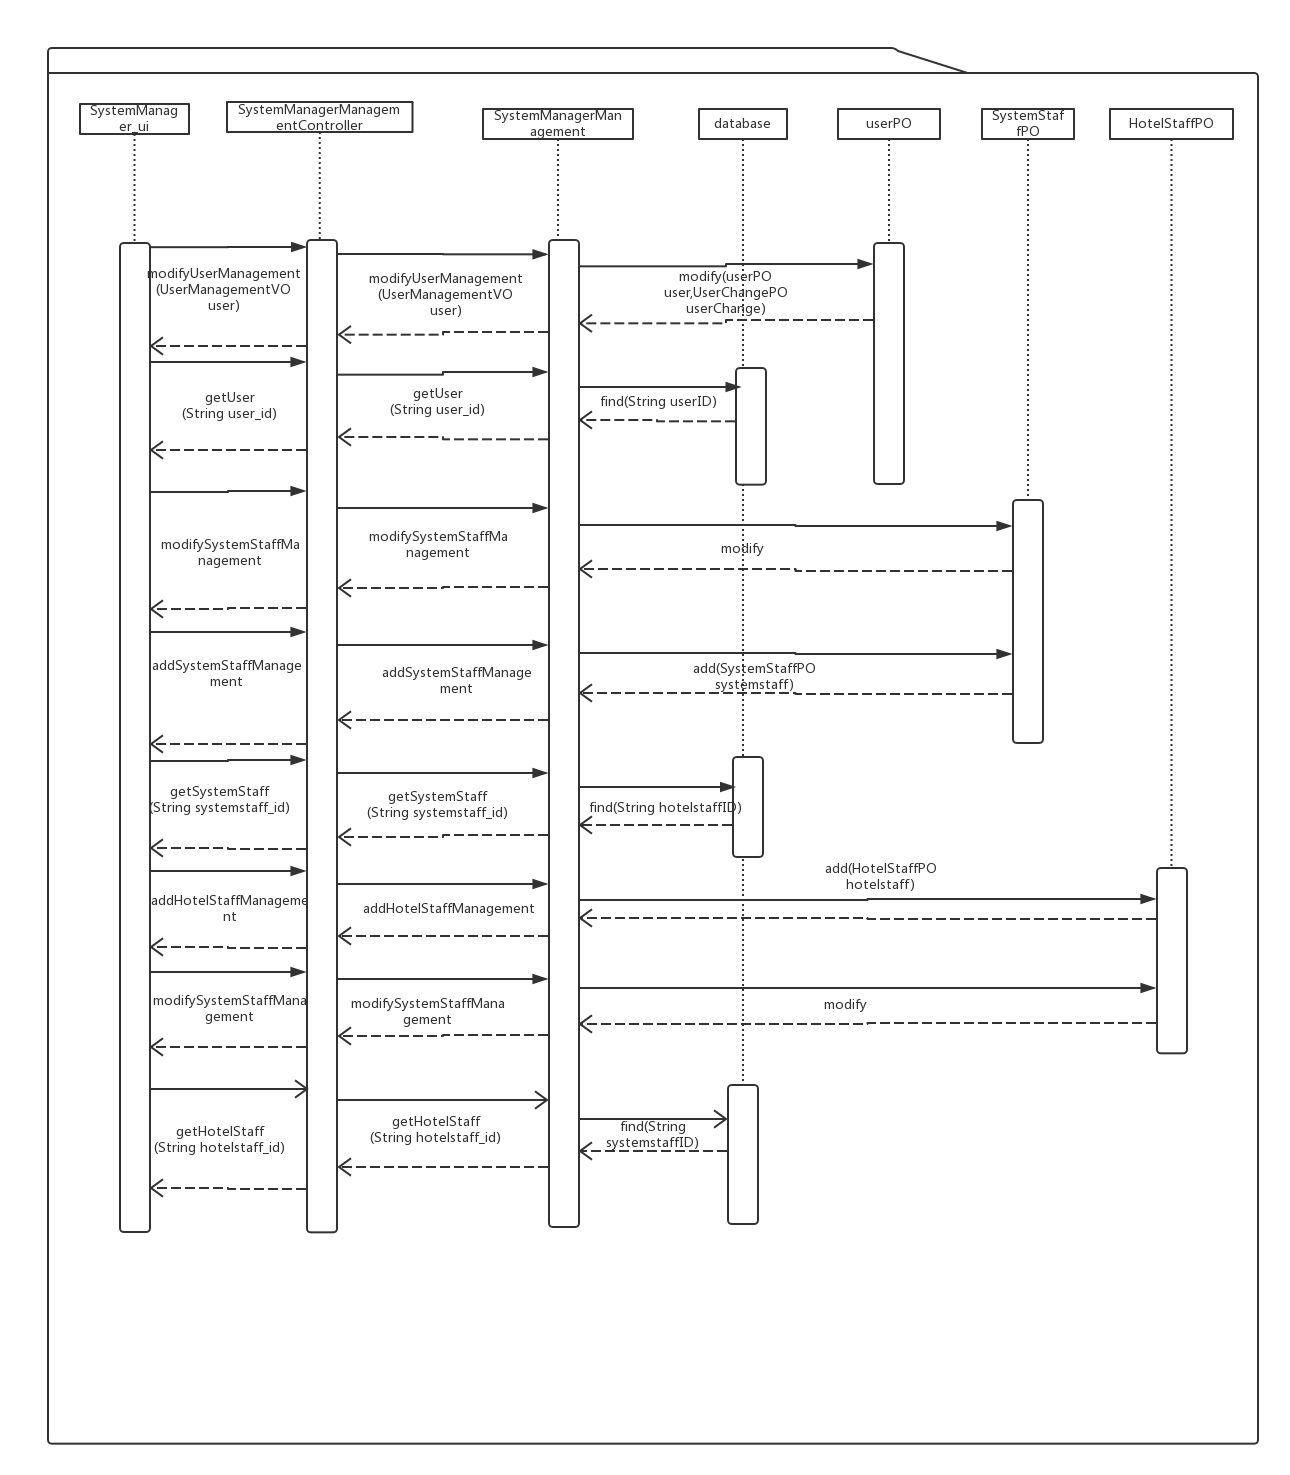 SystemManag
er_ui
SystemManagerManagem
entController
SystemManagerMan
agement
database
userPO
SystemStaf
fPO
HotelStaffPO
modifyUserManagement
(UserManagementVO
user)
modifyUserManagement
(UserManagementVO
user)
modify(userPO
user,UserChangePO
userChange)
getUser
(String user_id)
getUser
(String user_id)
find(String userID)
modifySystemStaffMa
nagement
modifySystemStaffMa
nagement
modify
addSystemStaffManage
ment
addSystemStaffManage
ment
add(SystemStaffPO
systemstaff)
getSystemStaff
(String systemstaff_id)
getSystemStaff
(String systemstaff_id)
find(String hotelstaffID)
add(HotelStaffPO
hotelstaff)
addHotelStaffManageme
nt
addHotelStaffManagement
modifySystemStaffMana
gement
modifySystemStaffMana
gement
modify
getHotelStaff
(String hotelstaff_id)
getHotelStaff
(String hotelstaff_id)
find(String
systemstaffID)